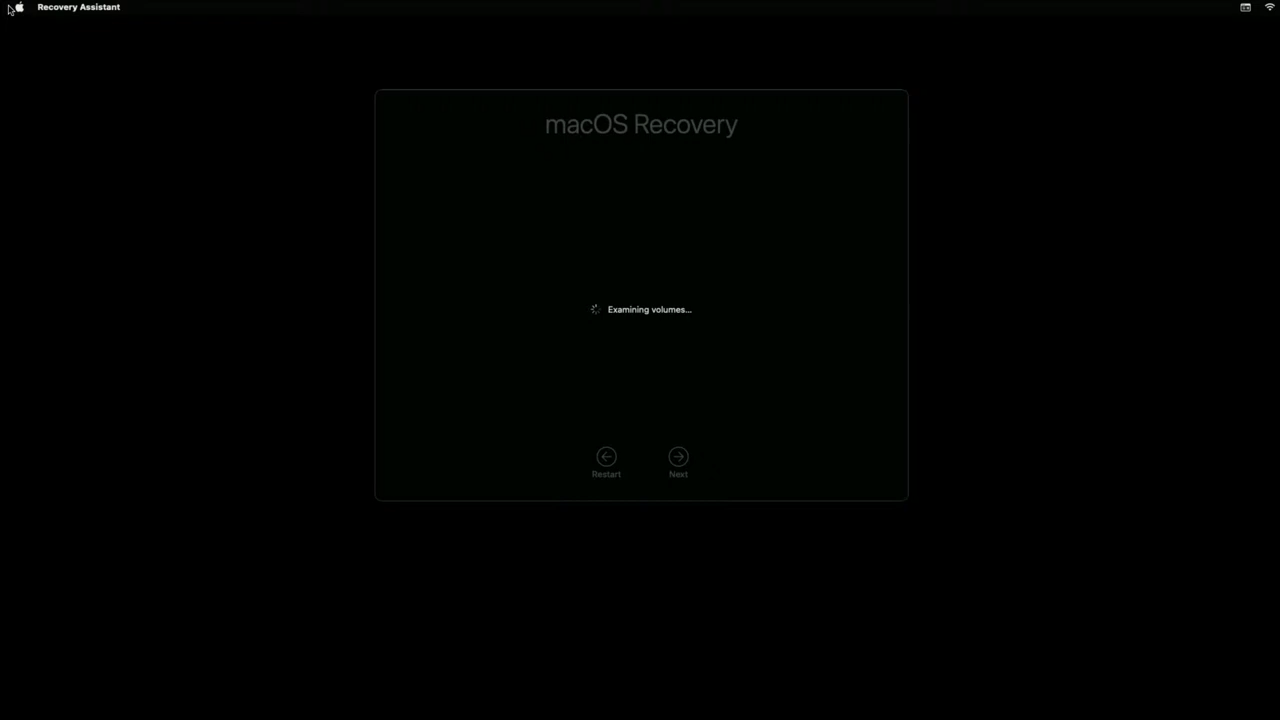 Recovery Assistant
macOS Recovery
Examining volumes...
Restart
Next